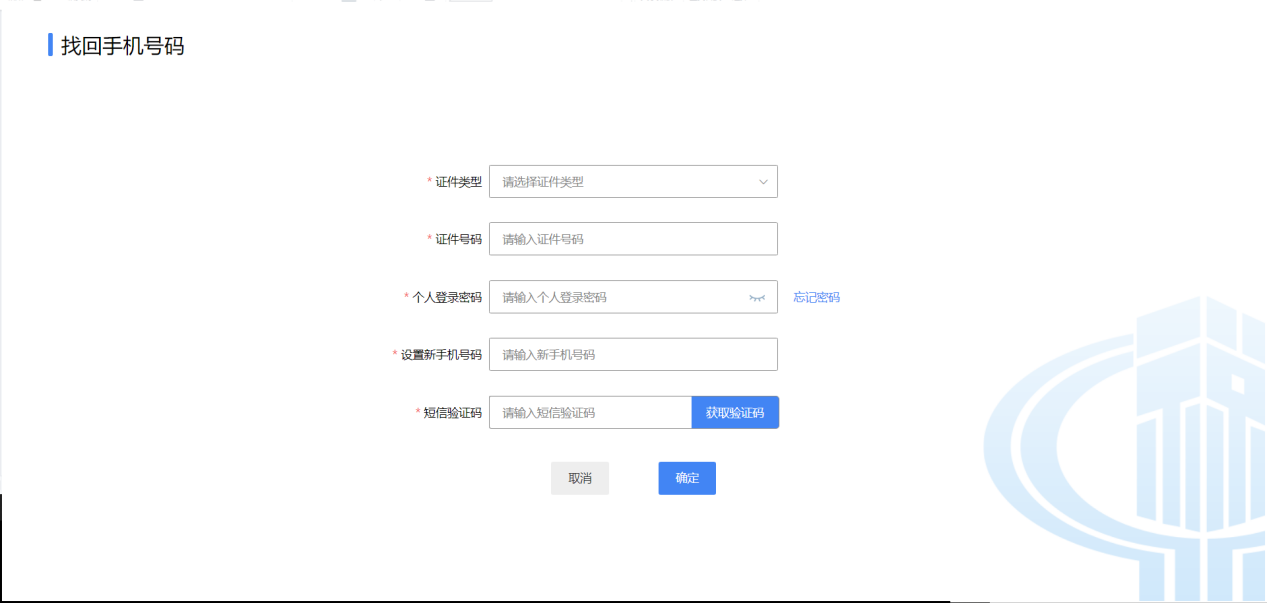 找回手机号码
* 证件类型 请选择证件类型
* 证件号码 请输入证件号码
* 个人登录密码 请输入个人登录密码 忘记密码
* 设置新手机号码 请输入新手机号码
* 短信验证码 请输入短信验证码 获取验证码
取消 确定